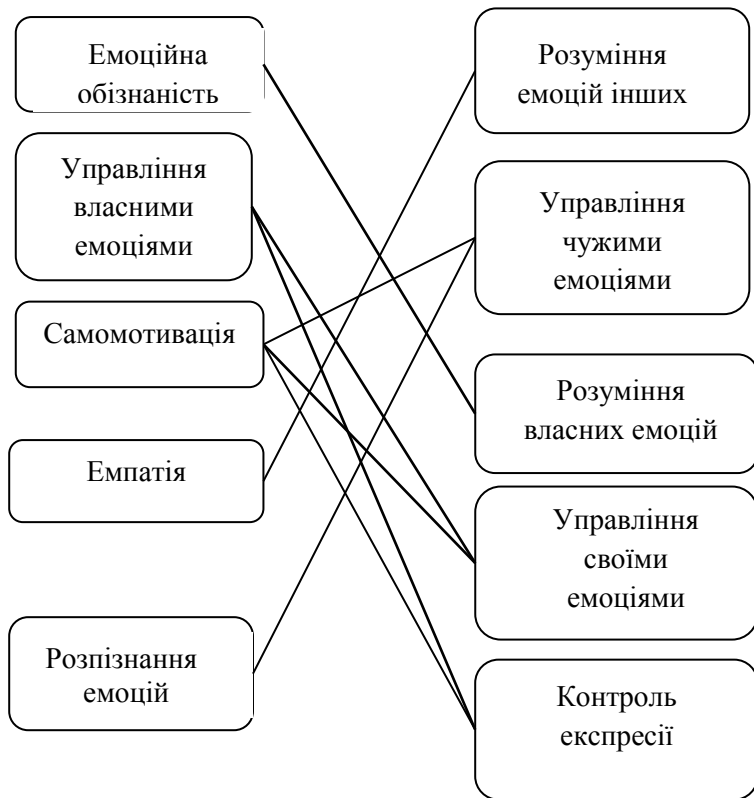 Емоційна
обізнаність
Управління
власними
емоціями
Самомотивація
Емпатія
Розпізнання
емоцій
Розуміння
емоцій інших
Управління
чужими
емоціями
Розуміння
власних емоцій
Управління
своїми
емоціями
Контроль
експресії